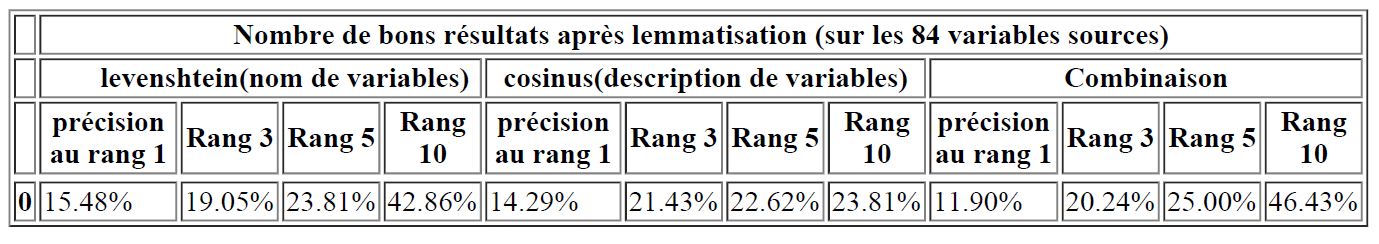 Nombre de bons résultats après lemmatisation (sur les 84 variables sources)
levenshtein(nom de variables) cosinus(description de variables) Combinaison
précision au rang 1 Rang 3 Rang 5 Rang 10 précision au rang 1 Rang 3 Rang 5 Rang 10 précision au rang 1 Rang 3 Rang 5 Rang 10
0 15.48% 19.05% 23.81% 42.86% 14.29% 21.43% 22.62% 23.81% 11.90% 20.24% 25.00% 46.43%